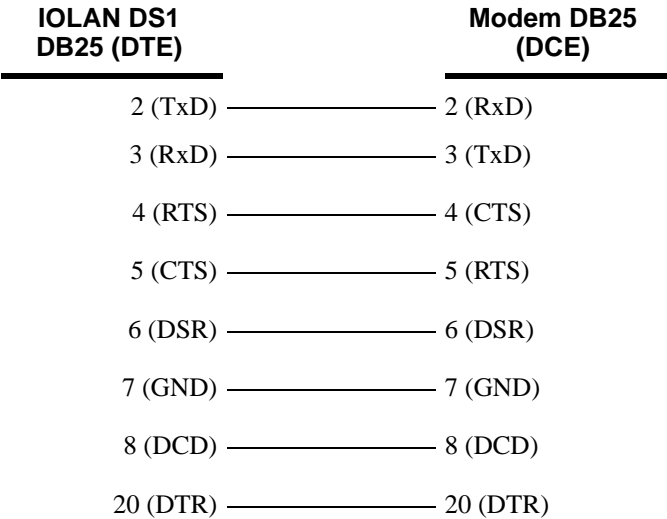 IOLAN DS1 Modem DB25
DB25 (DTE) (DCE)
2 (TxD) 2 (RxD)
3 (RxD) 3 (TxD)
4 (RTS) 4 (CTS)
5 (CTS) 5 (RTS)
6 (DSR) 6 (DSR)
7 (GND) 7 (GND)
8 (DCD) 8 (DCD)
20 (DTR) 20 (DTR)